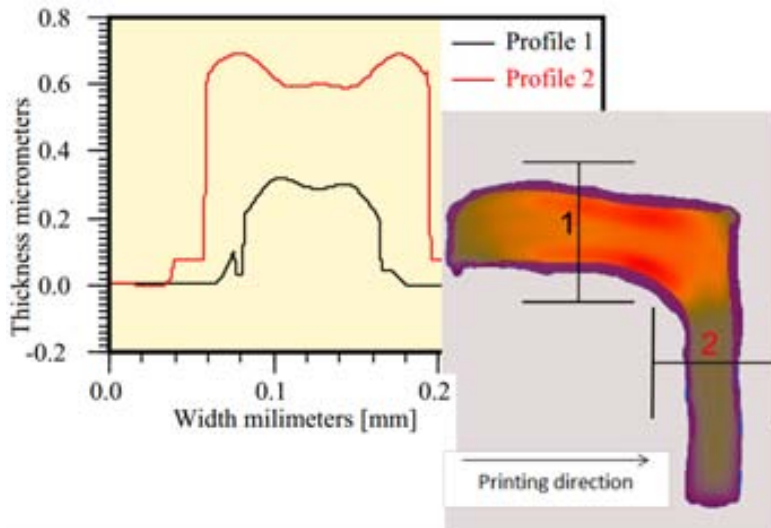 0.8
0.6
0.4
0.2
0.0
-0.2
Thickness micrometers
0.0
0.1
0.2
Width milimeters [mm]
Profile 1
Profile 2
1
2
Printing direction